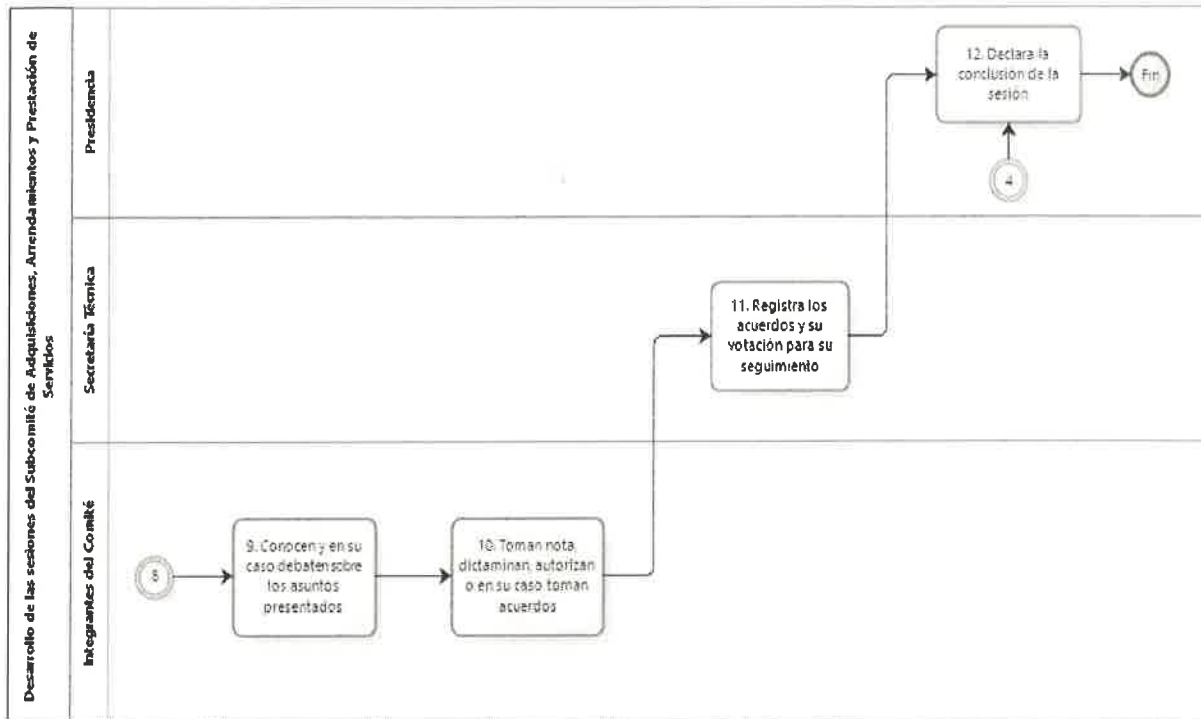 Desarrollo de las sesiones del Subcomité de Adquisiciones, Arrendamientos y Prestación de
Servicios
Presidencia
12. Declara la
conclusión de la
sesión
Fin
4
Secretaría Técnica
11. Registra los
acuerdos y su
votación para su
seguimiento
Integrantes del Comité
9. Conocen y en su
caso debaten sobre
los asuntos
presentados
10. Toman nota,
dictaminan, autorizan
o en su caso toman
acuerdos